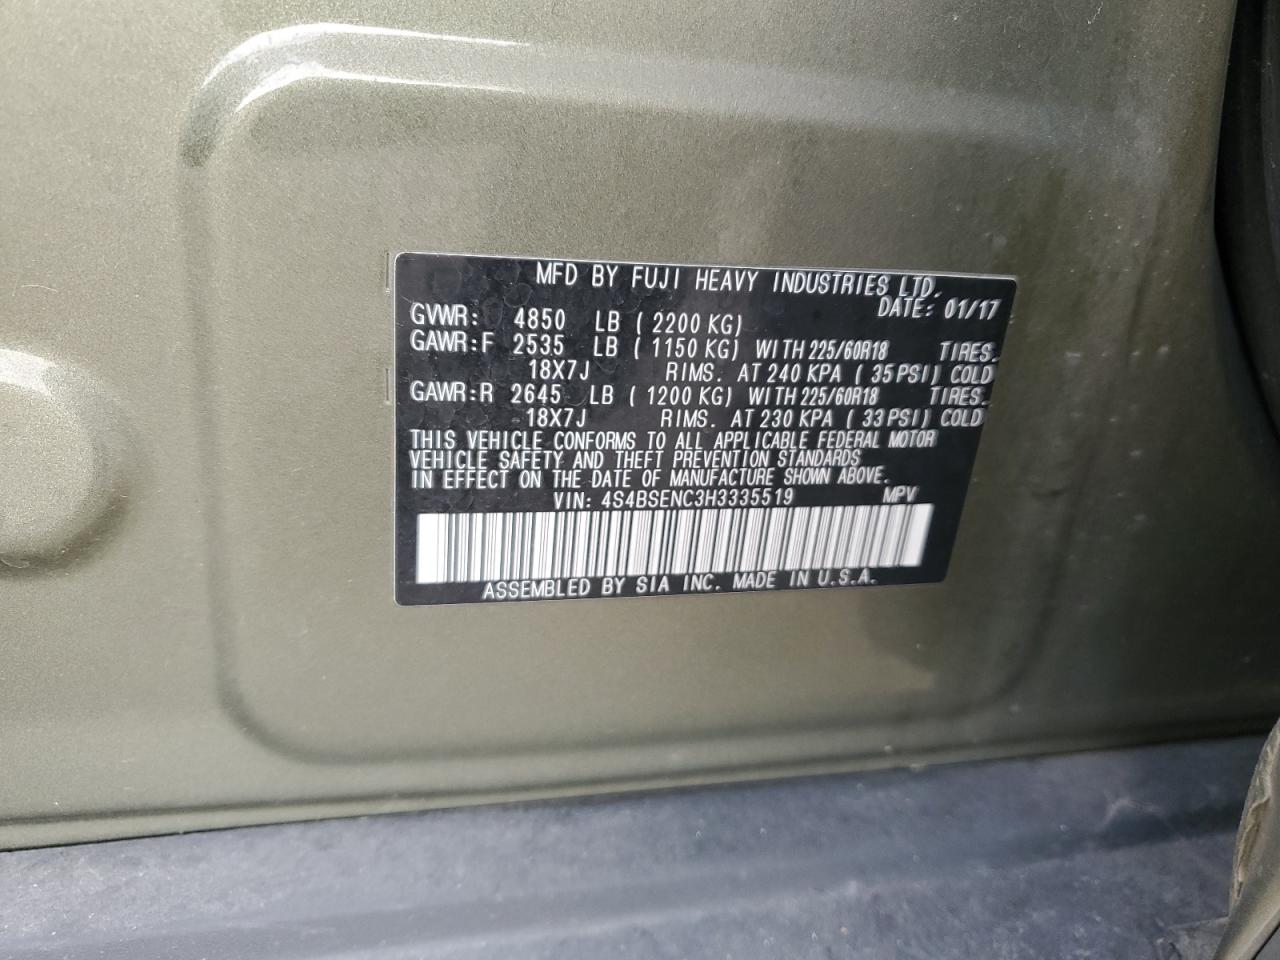 MFD BY FUJI HEAVY INDUSTRIES LTD.
DATE: 01/17
GVWR: 4850 LB ( 2200 KG)
GAWR:F 2535 LB ( 1150 KG) WITH 225/60R18 TIRES.
18X7J RIMS. AT 240 KPA ( 35 PSI) COLD
GAWR:R 2645 LB ( 1200 KG) WITH 225/60R18 TIRES.
18X7J RIMS. AT 230 KPA ( 33 PSI) COLD
THIS VEHICLE CONFORMS TO ALL APPLICABLE FEDERAL MOTOR
VEHICLE SAFETY AND THEFT PREVENTION STANDARDS
IN EFFECT ON THE DATE OF MANUFACTURE SHOWN ABOVE.
VIN: 4S4BSENC3H3335519 MPV
ASSEMBLED BY SIA INC. MADE IN U.S.A.